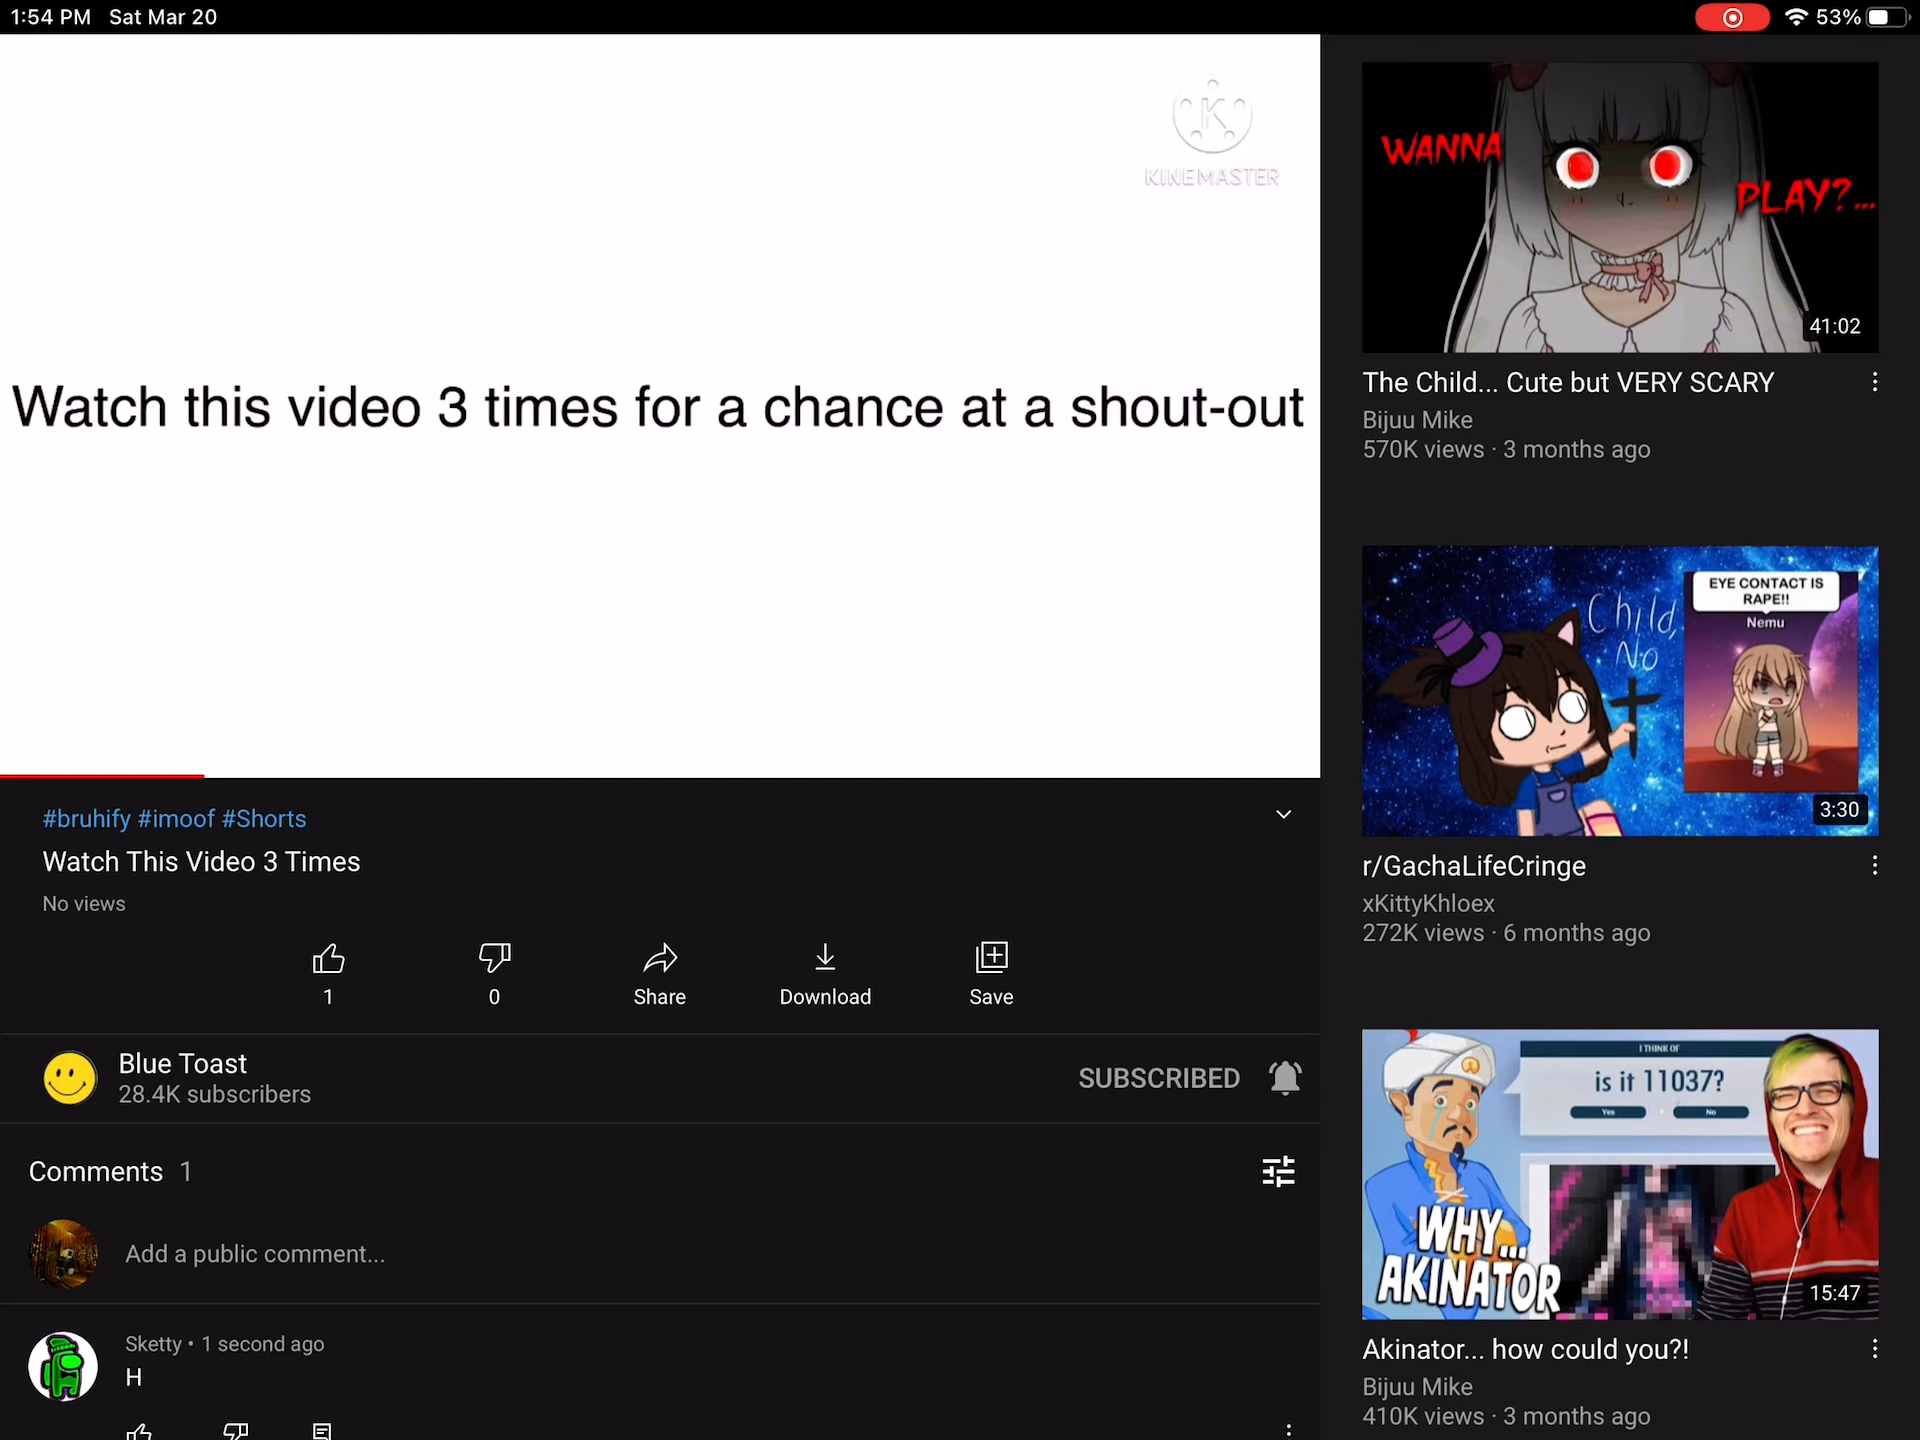 1:54 PM Sat Mar 20
53%
K
KINEMASTER
Watch this video 3 times for a chance at a shout-out
#bruhify #imoof #Shorts
Watch This Video 3 Times
No views
1
0
Share
Download
Save
Blue Toast
28.4K subscribers
SUBSCRIBED
Comments 1
Add a public comment...
Sketty • 1 second ago
H
WANNA
PLAY?...
41:02
The Child... Cute but VERY SCARY
Bijuu Mike
570K views · 3 months ago
Child,
No
EYE CONTACT IS
RAPE!!
Nemu
3:30
r/GachaLifeCringe
xKittyKhloex
272K views · 6 months ago
I THINK OF
is it 11037?
Yes
No
WHY...
AKINATOR
15:47
Akinator... how could you?!
Bijuu Mike
410K views · 3 months ago